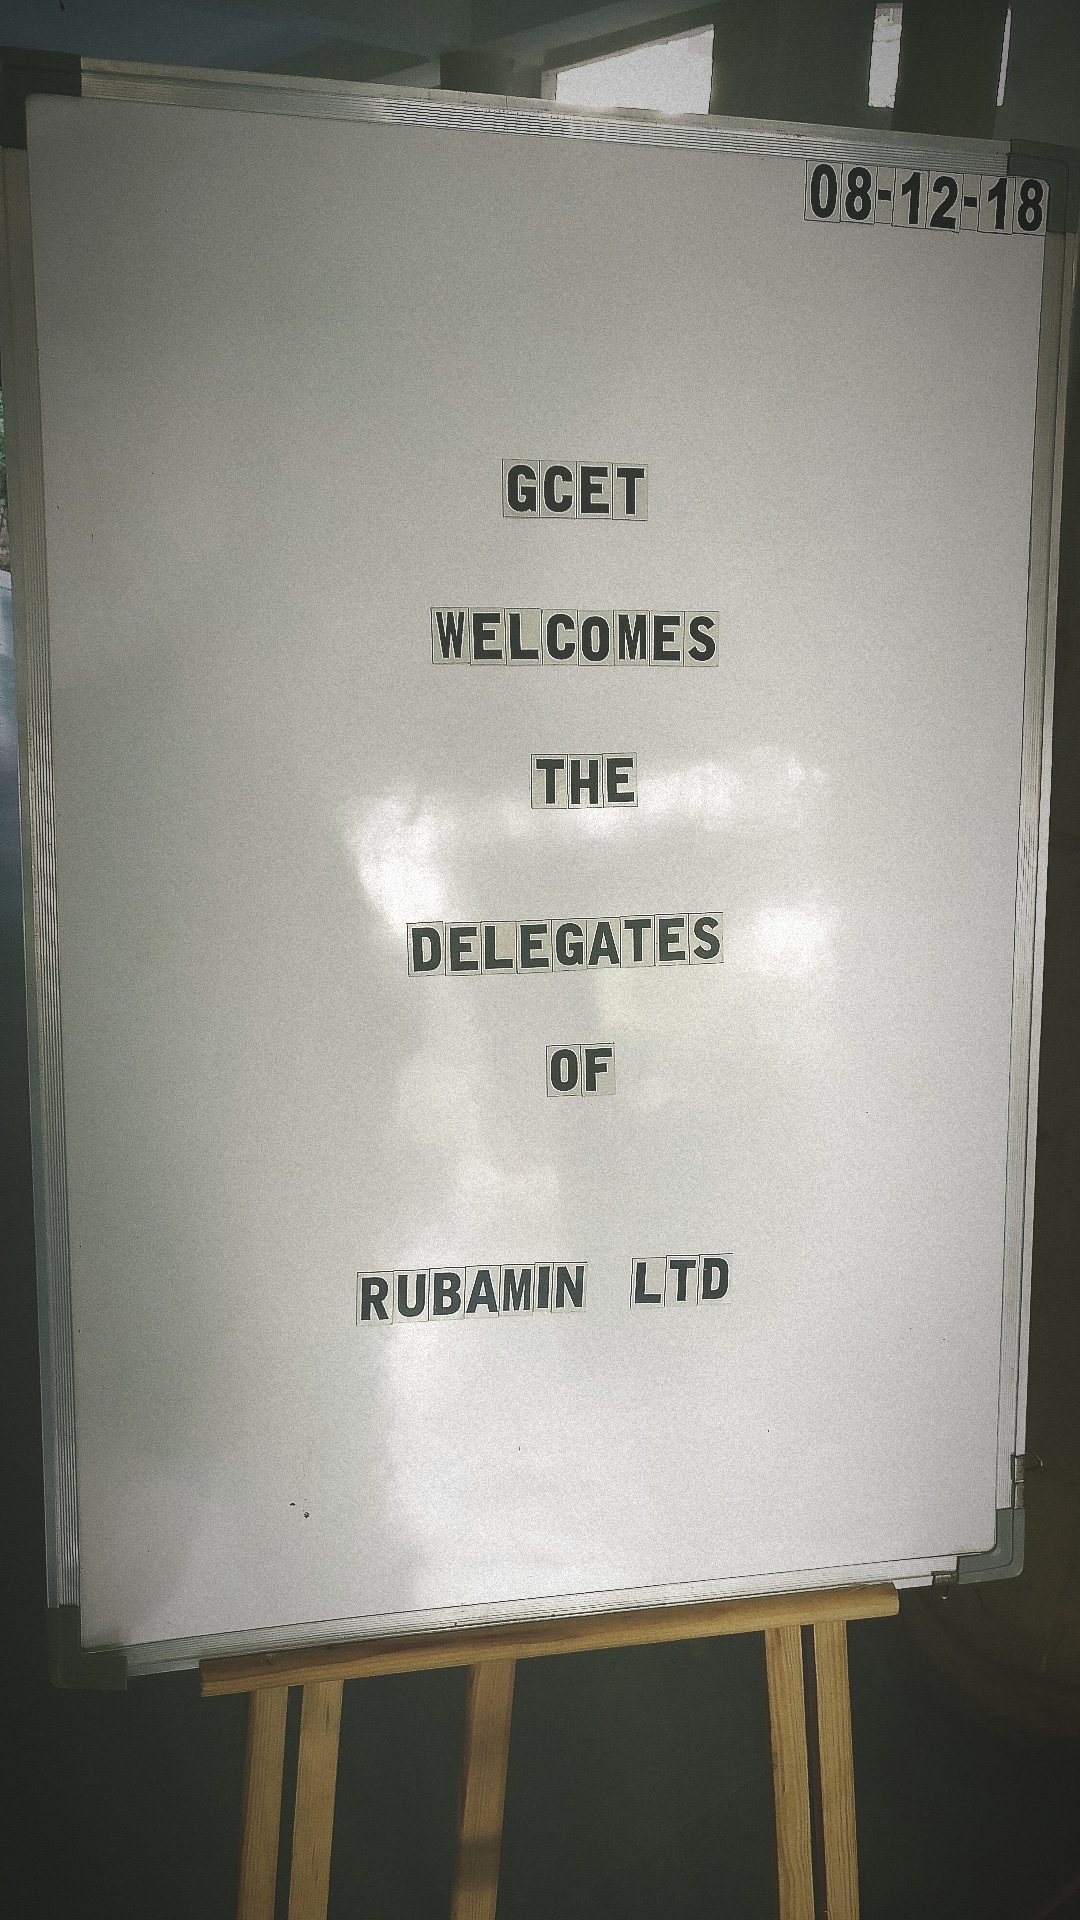 08-12-18
GCET
WELCOMES
THE
DELEGATES
OF
RUBAMIN LTD